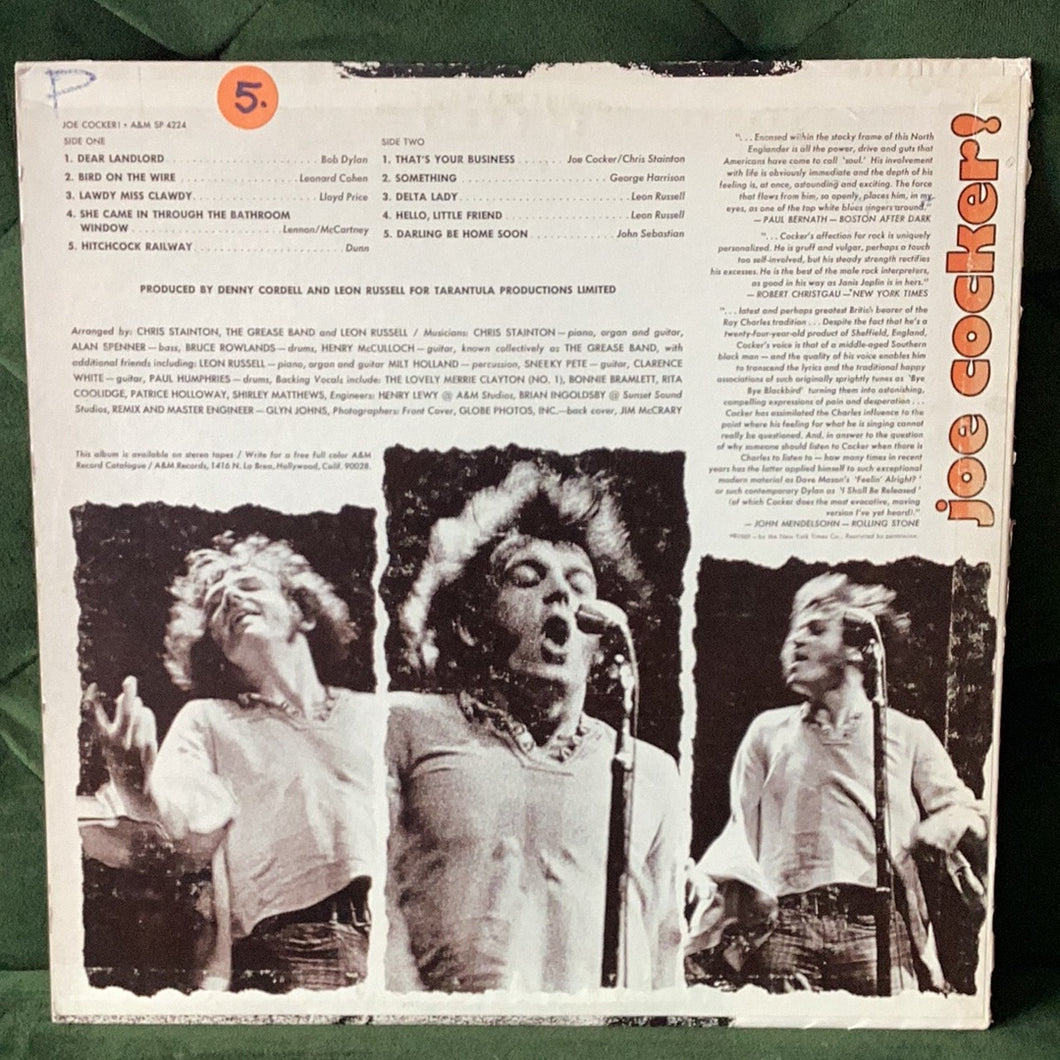 P
5.
JOE COCKER! • A&M SP 4224
SIDE ONE
1. DEAR LANDLORD . . . . . . . . . . . . . . . . . . . . . . Bob Dylan
2. BIRD ON THE WIRE . . . . . . . . . . . . . . . . . Leonard Cohen
3. LAWDY MISS CLAWDY. . . . . . . . . . . . . . . . . Lloyd Price
4. SHE CAME IN THROUGH THE BATHROOM
WINDOW . . . . . . . . . . . . . . . . . . . . Lennon/McCartney
5. HITCHCOCK RAILWAY . . . . . . . . . . . . . . . . . . . . Dunn
SIDE TWO
1. THAT'S YOUR BUSINESS . . . . . . . Joe Cocker/Chris Stainton
2. SOMETHING . . . . . . . . . . . . . . . . . . . . George Harrison
3. DELTA LADY . . . . . . . . . . . . . . . . . . . . . . Leon Russell
4. HELLO, LITTLE FRIEND . . . . . . . . . . . . . . . Leon Russell
5. DARLING BE HOME SOON . . . . . . . . . . . . John Sebastian
PRODUCED BY DENNY CORDELL AND LEON RUSSELL FOR TARANTULA PRODUCTIONS LIMITED
Arranged by: CHRIS STAINTON, THE GREASE BAND and LEON RUSSELL / Musicians: CHRIS STAINTON — piano, organ and guitar,
ALAN SPENNER — bass, BRUCE ROWLANDS — drums, HENRY McCULLOCH — guitar, known collectively as THE GREASE BAND, with
additional friends including: LEON RUSSELL — piano, organ and guitar MILT HOLLAND — percussion, SNEEKY PETE — guitar, CLARENCE
WHITE — guitar, PAUL HUMPHRIES — drums, Backing Vocals include: THE LOVELY MERRIE CLAYTON (NO. 1), BONNIE BRAMLETT, RITA
COOLIDGE, PATRICE HOLLOWAY, SHIRLEY MATTHEWS, Engineers: HENRY LEWY @ A&M Studios, BRIAN INGOLDSBY @ Sunset Sound
Studios, REMIX AND MASTER ENGINEER — GLYN JOHNS, Photographers: Front Cover, GLOBE PHOTOS, INC. — back cover, JIM McCRARY
This album is available on stereo tapes / Write for a free full color A&M
Record Catalogue / A&M Records, 1416 N. La Brea, Hollywood, Calif. 90028.
". . . Encased within the stocky frame of this North
Englander is all the power, drive and guts that
Americans have come to call 'soul.' His involvement
with life is obviously immediate and the depth of his
feeling is, at once, astounding and exciting. The force
that flows from him, so openly, places him, in my
eyes, as one of the top white blues singers around."
— PAUL BERNATH — BOSTON AFTER DARK
". . . Cocker's affection for rock is uniquely
personalized. He is gruff and vulgar, perhaps a touch
too self-involved, but his steady strength rectifies
his excesses. He is the best of the male rock interpreters,
as good in his way as Janis Joplin is in hers."
— ROBERT CHRISTGAU — *NEW YORK TIMES
". . . latest and perhaps greatest British bearer of the
Ray Charles tradition . . . Despite the fact that he's a
twenty-four-year-old product of Sheffield, England,
Cocker's voice is that of a middle-aged Southern
black man — and the quality of his voice enables him
to transcend the lyrics and the traditional happy
associations of such originally sprightly tunes as 'Bye
Bye Blackbird' turning them into astonishing,
compelling expressions of pain and desperation . . .
Cocker has assimilated the Charles influence to the
point where his feeling for what he is singing cannot
really be questioned. And, in answer to the question
of why someone should listen to Cocker when there is
Charles to listen to — how many times in recent
years has the latter applied himself to such exceptional
modern material as Dave Mason's 'Feelin' Alright?'
or such contemporary Dylan as 'I Shall Be Released'
(of which Cocker does the most evocative, moving
version I've yet heard)."
— JOHN MENDELSOHN — ROLLING STONE
*©1969 — by the New York Times Co., Reprinted by permission.
joe cocker!